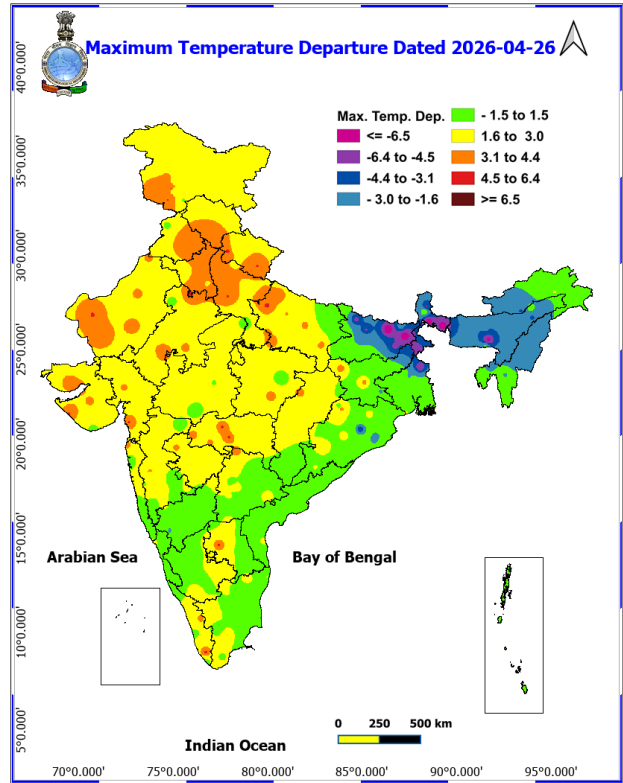 Maximum Temperature Departure Dated 2026-04-26
Max. Temp. Dep.
<= -6.5
-6.4 to -4.5
-4.4 to -3.1
- 3.0 to -1.6
- 1.5 to 1.5
1.6 to 3.0
3.1 to 4.4
4.5 to 6.4
>= 6.5
40°0.000'
35°0.000'
30°0.000'
25°0.000'
20°0.000'
15°0.000'
10°0.000'
5°0.000'
Arabian Sea
Bay of Bengal
Indian Ocean
0 250 500 km
70°0.000' 75°0.000' 80°0.000' 85°0.000' 90°0.000' 95°0.000'